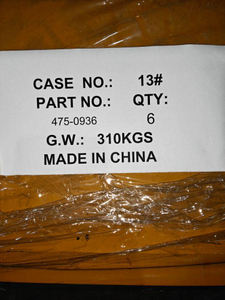 CASE NO.: 13#
PART NO.: QTY:
475-0936 6
G.W.: 310KGS
MADE IN CHINA